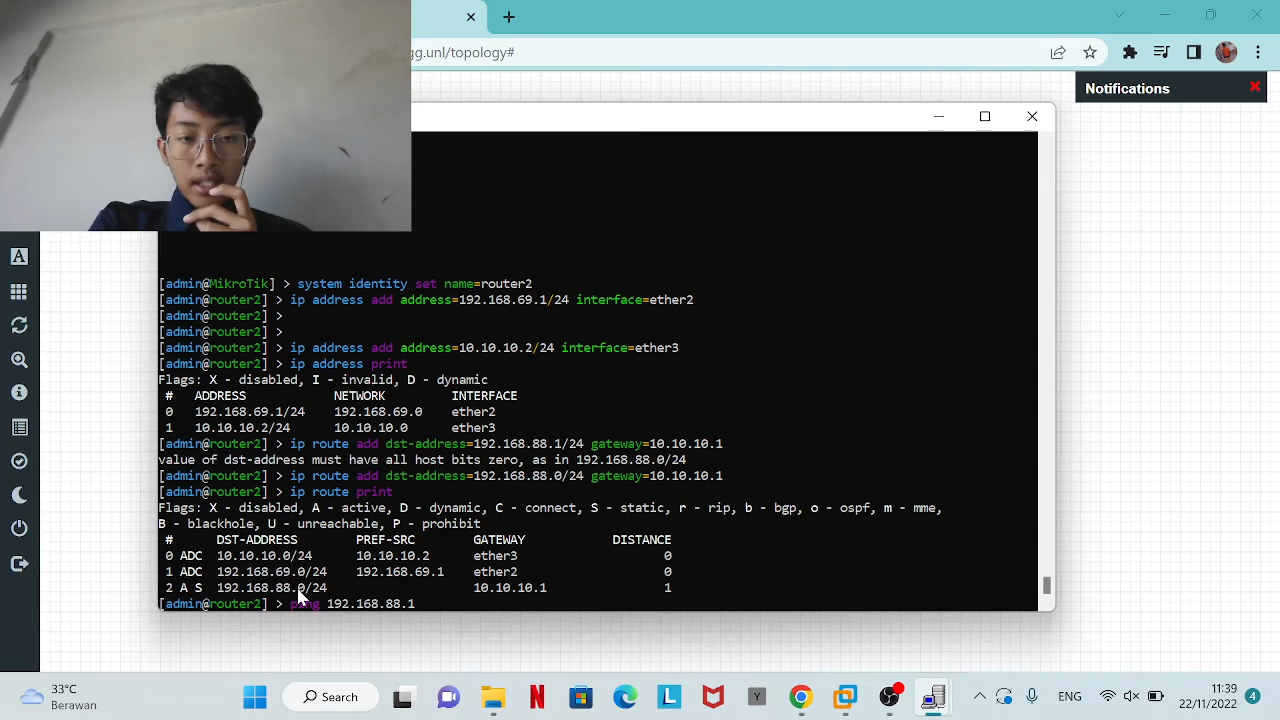 gg.unl/topology#
Notifications
[admin@MikroTik] > system identity set name=router2
[admin@router2] > ip address add address=192.168.69.1/24 interface=ether2
[admin@router2] >
[admin@router2] >
[admin@router2] > ip address add address=10.10.10.2/24 interface=ether3
[admin@router2] > ip address print
Flags: X - disabled, I - invalid, D - dynamic
# ADDRESS NETWORK INTERFACE
0 192.168.69.1/24 192.168.69.0 ether2
1 10.10.10.2/24 10.10.10.0 ether3
[admin@router2] > ip route add dst-address=192.168.88.1/24 gateway=10.10.10.1
value of dst-address must have all host bits zero, as in 192.168.88.0/24
[admin@router2] > ip route add dst-address=192.168.88.0/24 gateway=10.10.10.1
[admin@router2] > ip route print
Flags: X - disabled, A - active, D - dynamic, C - connect, S - static, r - rip, b - bgp, o - ospf, m - mme,
B - blackhole, U - unreachable, P - prohibit
# DST-ADDRESS PREF-SRC GATEWAY DISTANCE
0 ADC 10.10.10.0/24 10.10.10.2 ether3 0
1 ADC 192.168.69.0/24 192.168.69.1 ether2 0
2 A S 192.168.88.0/24 10.10.10.1 1
[admin@router2] > ping 192.168.88.1
33°C
Berawan
Search
ENG
11:39
22/11/2022
4